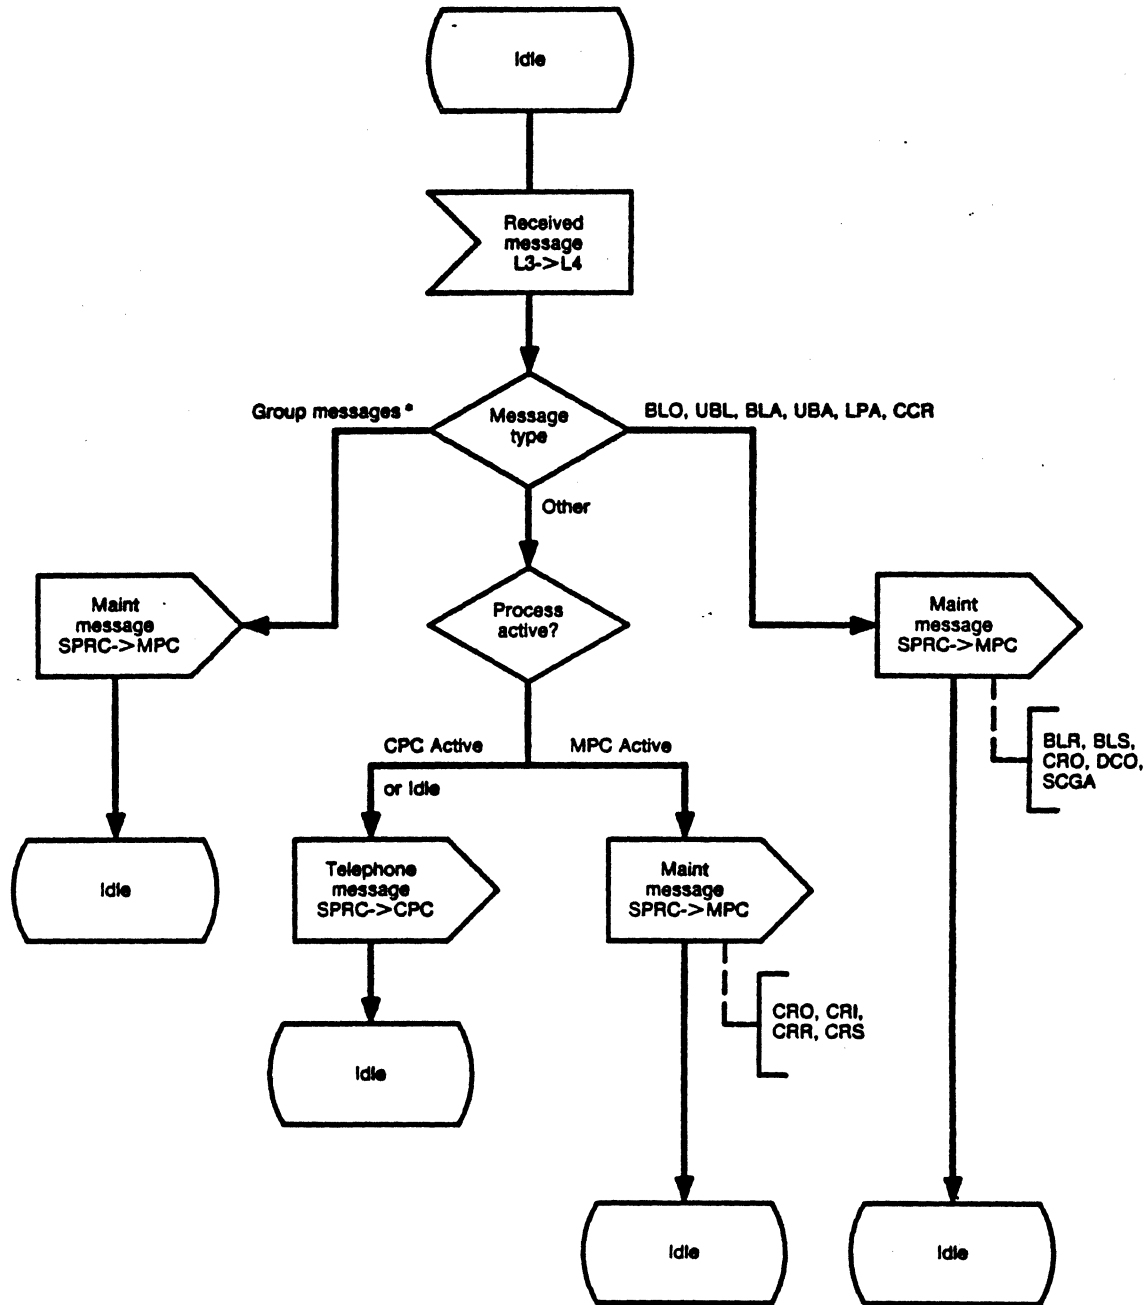 Idle
Received
message
L3->L4
Group messages *
Message
type
BLO, UBL, BLA, UBA, LPA, CCR
Other
Maint
message
SPRC->MPC
Process
active?
Maint
message
SPRC->MPC
CPC Active
or Idle
MPC Active
BLR, BLS,
CRO, DCO,
SCGA
Idle
Telephone
message
SPRC->CPC
Maint
message
SPRC->MPC
CRO, CRI,
CRR, CRS
Idle
Idle
Idle